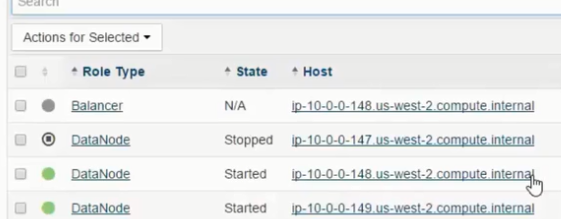 Search
Actions for Selected
Role Type State Host
Balancer N/A ip-10-0-0-148.us-west-2.compute.internal
DataNode Stopped ip-10-0-0-147.us-west-2.compute.internal
DataNode Started ip-10-0-0-148.us-west-2.compute.internal
DataNode Started ip-10-0-0-149.us-west-2.compute.internal